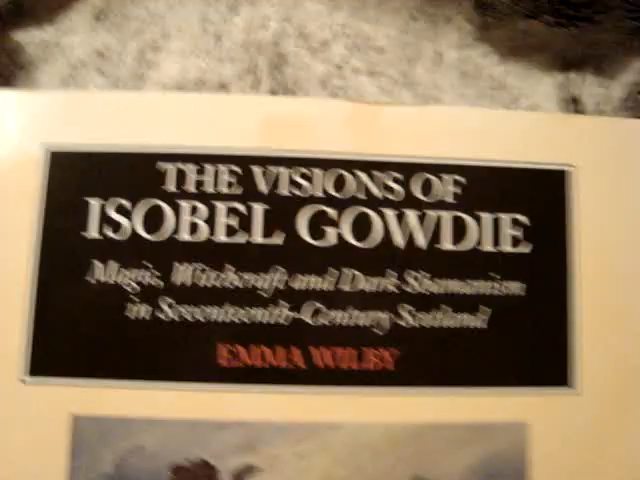 THE VISIONS OF
ISOBEL GOWDIE
Magic, Witchcraft and Dark Shamanism
in Seventeenth-Century Scotland
EMMA WILBY